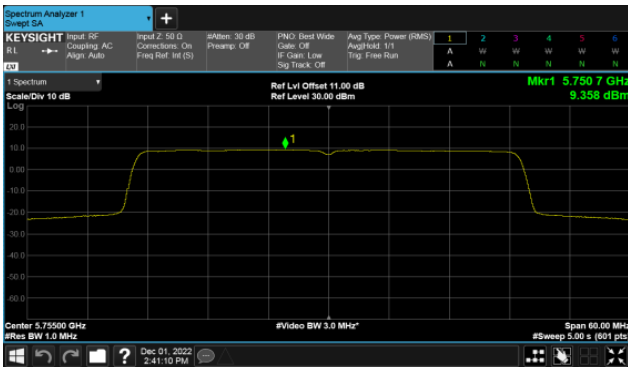 Spectrum Analyzer 1
Swept SA
KEYSIGHT Input: RF Input Z: 50 Ω #Atten: 30 dB PNO: Best Wide Avg Type: Power (RMS) 1 2 3 4 5 6
RL Coupling: AC Corrections: On Preamp: Off Gate: Off Avg|Hold: 1/1 A W W W W W
Align: Auto Freq Ref: Int (S) IF Gain: Low Trig: Free Run
LXI Sig Track: Off A N N N N N
1 Spectrum Ref Lvl Offset 11.00 dB Mkr1 5.750 7 GHz
Scale/Div 10 dB Ref Level 30.00 dBm 9.358 dBm
Log
20.0
10.0
1
0.00
-10.0
-20.0
-30.0
-40.0
-50.0
-60.0
Center 5.75500 GHz #Video BW 3.0 MHz* Span 60.00 MHz
#Res BW 1.0 MHz #Sweep 5.00 s (601 pts)
? Dec 01, 2022
2:41:10 PM